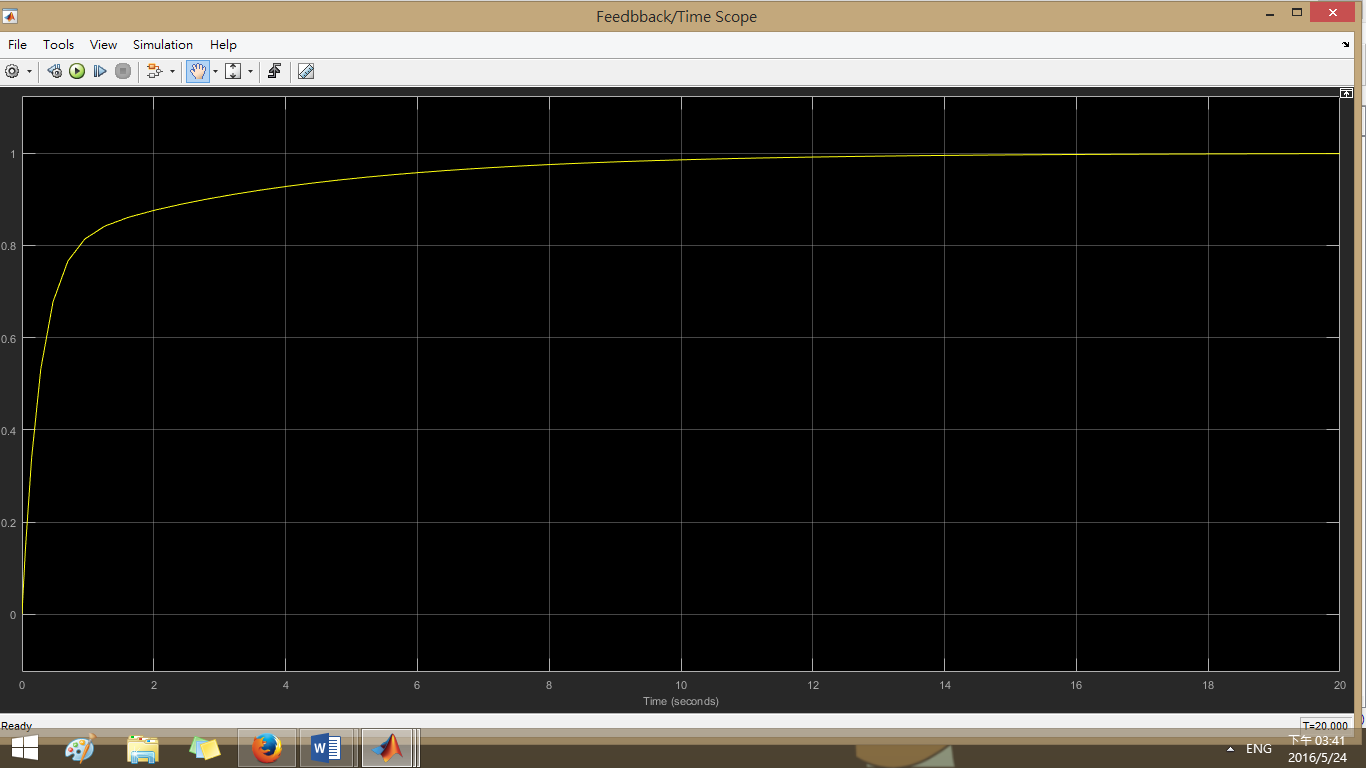 Feedbback/Time Scope
File Tools View Simulation Help
1
0.8
0.6
0.4
0.2
0
0 2 4 6 8 10 12 14 16 18 20
Time (seconds)
Ready T=20.000
ENG 下午 03:41
2016/5/24